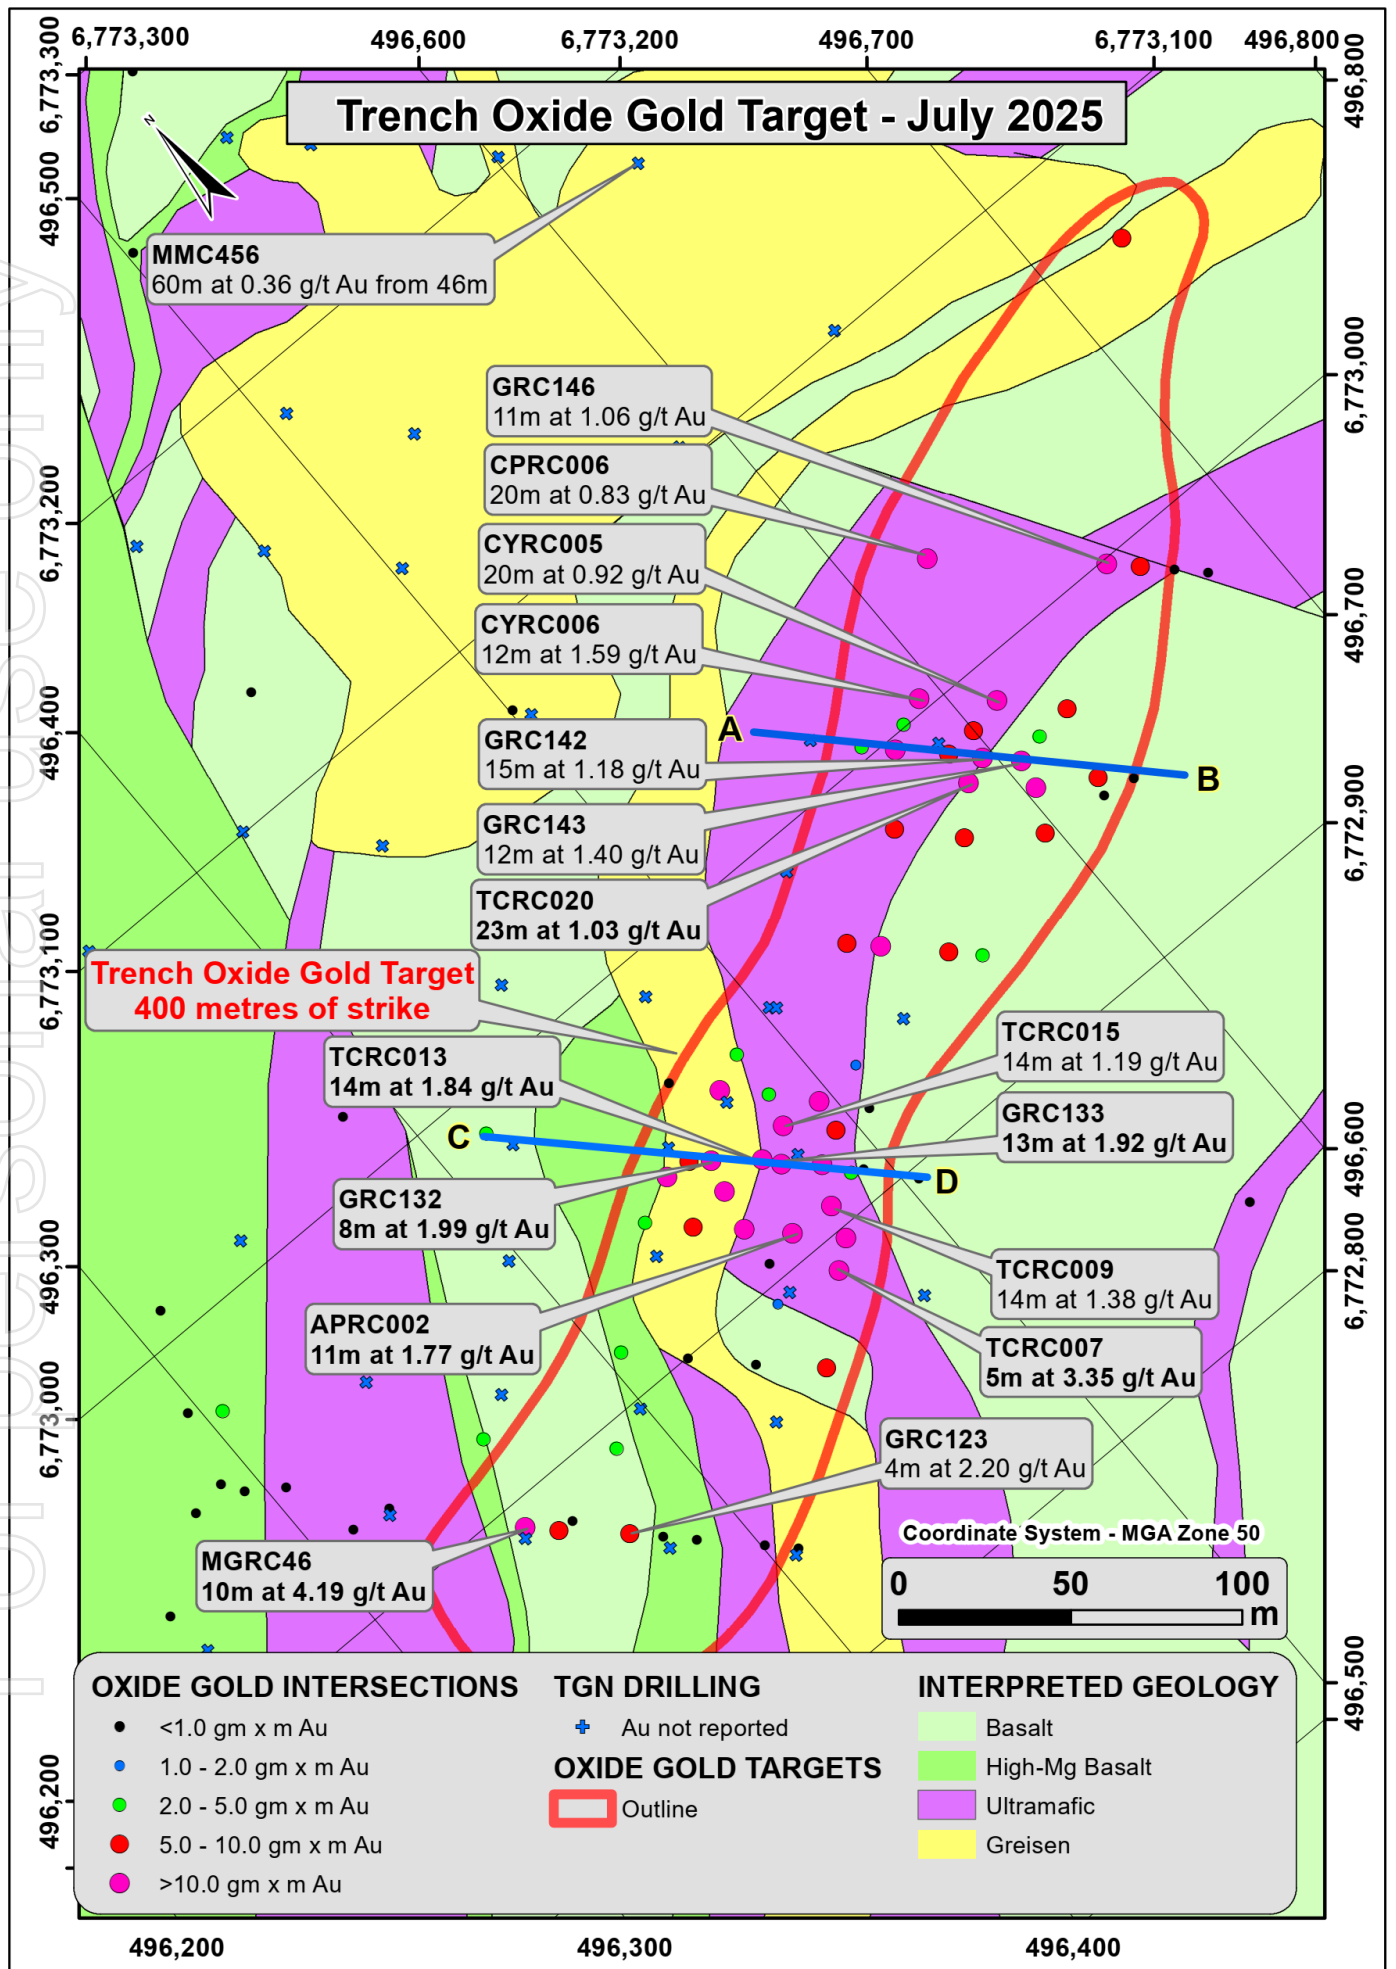 6,773,300 496,600 6,773,200 496,700 6,773,100 496,800
Trench Oxide Gold Target - July 2025
N
MMC456
60m at 0.36 g/t Au from 46m
GRC146
11m at 1.06 g/t Au
CPRC006
20m at 0.83 g/t Au
CYRC005
20m at 0.92 g/t Au
CYRC006
12m at 1.59 g/t Au
A
B
GRC142
15m at 1.18 g/t Au
GRC143
12m at 1.40 g/t Au
TCRC020
23m at 1.03 g/t Au
Trench Oxide Gold Target
400 metres of strike
TCRC013
14m at 1.84 g/t Au
TCRC015
14m at 1.19 g/t Au
GRC133
13m at 1.92 g/t Au
C
D
GRC132
8m at 1.99 g/t Au
TCRC009
14m at 1.38 g/t Au
APRC002
11m at 1.77 g/t Au
TCRC007
5m at 3.35 g/t Au
GRC123
4m at 2.20 g/t Au
MGRC46
10m at 4.19 g/t Au
Coordinate System - MGA Zone 50
0 50 100
m
6,773,300
496,500
6,773,200
496,400
6,773,100
496,300
6,773,000
496,200
496,800
6,773,000
496,700
6,772,900
496,600
6,772,800
496,500
OXIDE GOLD INTERSECTIONS
<1.0 gm x m Au
1.0 - 2.0 gm x m Au
2.0 - 5.0 gm x m Au
5.0 - 10.0 gm x m Au
>10.0 gm x m Au
TGN DRILLING
Au not reported
OXIDE GOLD TARGETS
Outline
INTERPRETED GEOLOGY
Basalt
High-Mg Basalt
Ultramafic
Greisen
496,200 496,300 496,400
For personal use only